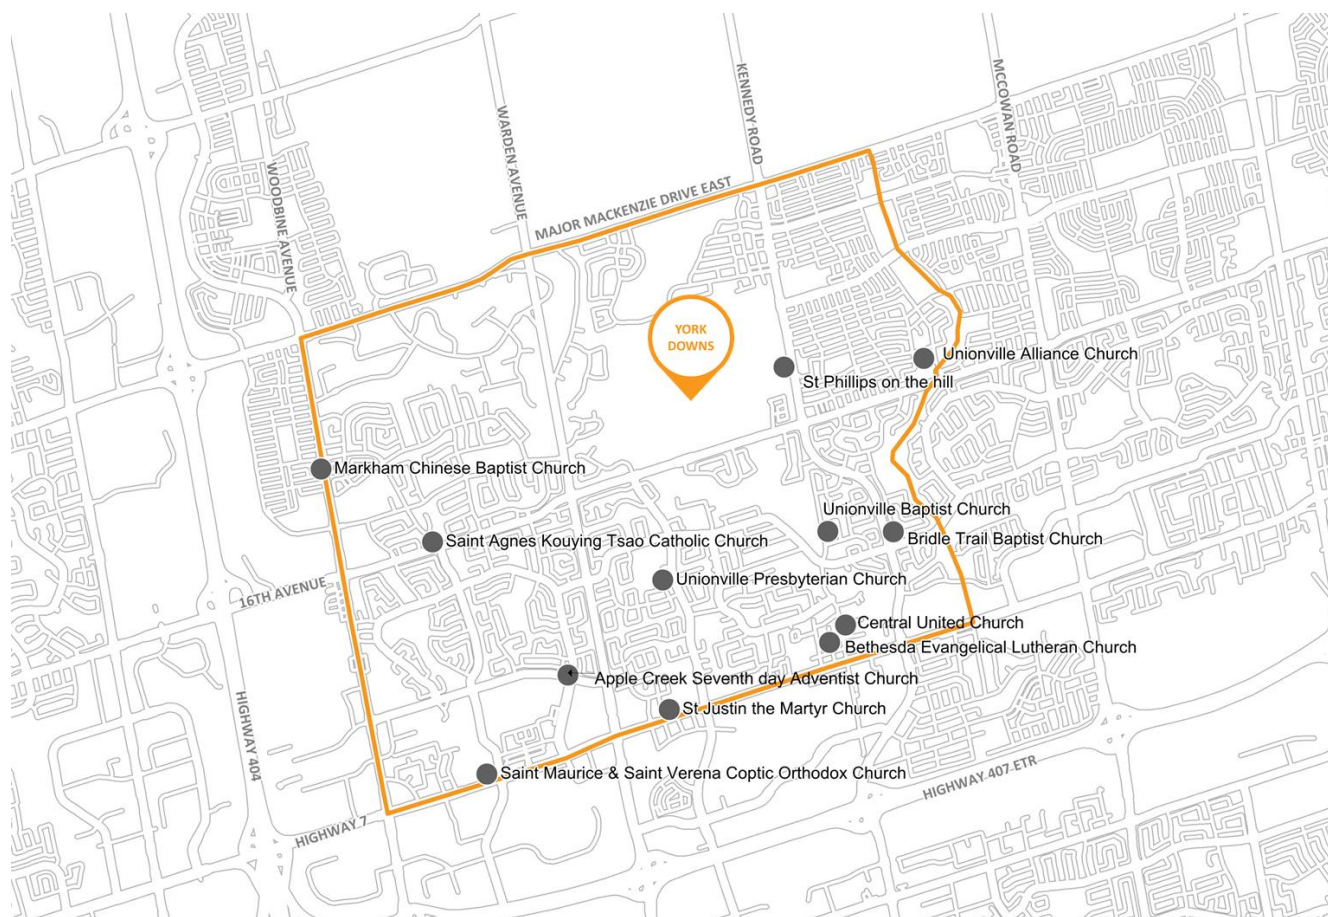 KENNEDY ROAD
MCCOWAN ROAD
WARDEN AVENUE
WOODBINE AVENUE
MAJOR MACKENZIE DRIVE EAST
YORK
DOWNS
Unionville Alliance Church
St Phillips on the hill
Markham Chinese Baptist Church
Unionville Baptist Church
Bridle Trail Baptist Church
Saint Agnes Kouying Tsao Catholic Church
Unionville Presbyterian Church
16TH AVENUE
Central United Church
Bethesda Evangelical Lutheran Church
Apple Creek Seventh day Adventist Church
St Justin the Martyr Church
HIGHWAY 404
Saint Maurice & Saint Verena Coptic Orthodox Church
HIGHWAY 407 ETR
HIGHWAY 7